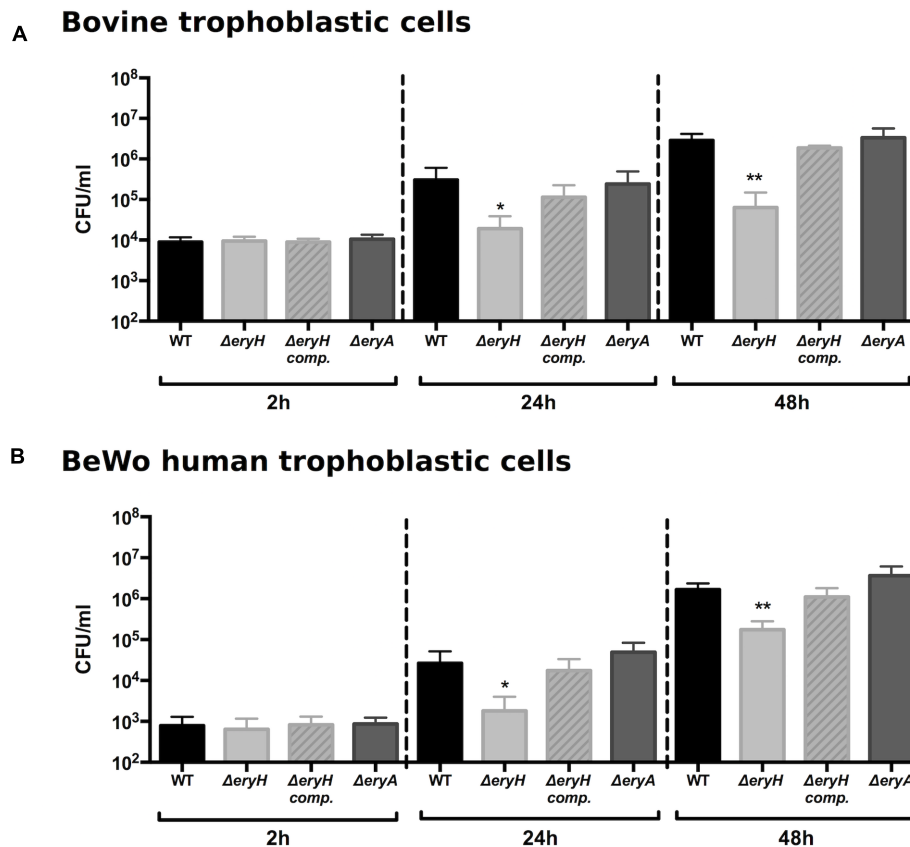 A Bovine trophoblastic cells
10⁸
10⁷
10⁶
10⁵
10⁴
10³
10²
CFU/ml
* **
WT ΔeryH ΔeryH comp. ΔeryA WT ΔeryH ΔeryH comp. ΔeryA WT ΔeryH ΔeryH comp. ΔeryA
2h 24h 48h
B BeWo human trophoblastic cells
10⁸
10⁷
10⁶
10⁵
10⁴
10³
10²
CFU/ml
* **
WT ΔeryH ΔeryH comp. ΔeryA WT ΔeryH ΔeryH comp. ΔeryA WT ΔeryH ΔeryH comp. ΔeryA
2h 24h 48h